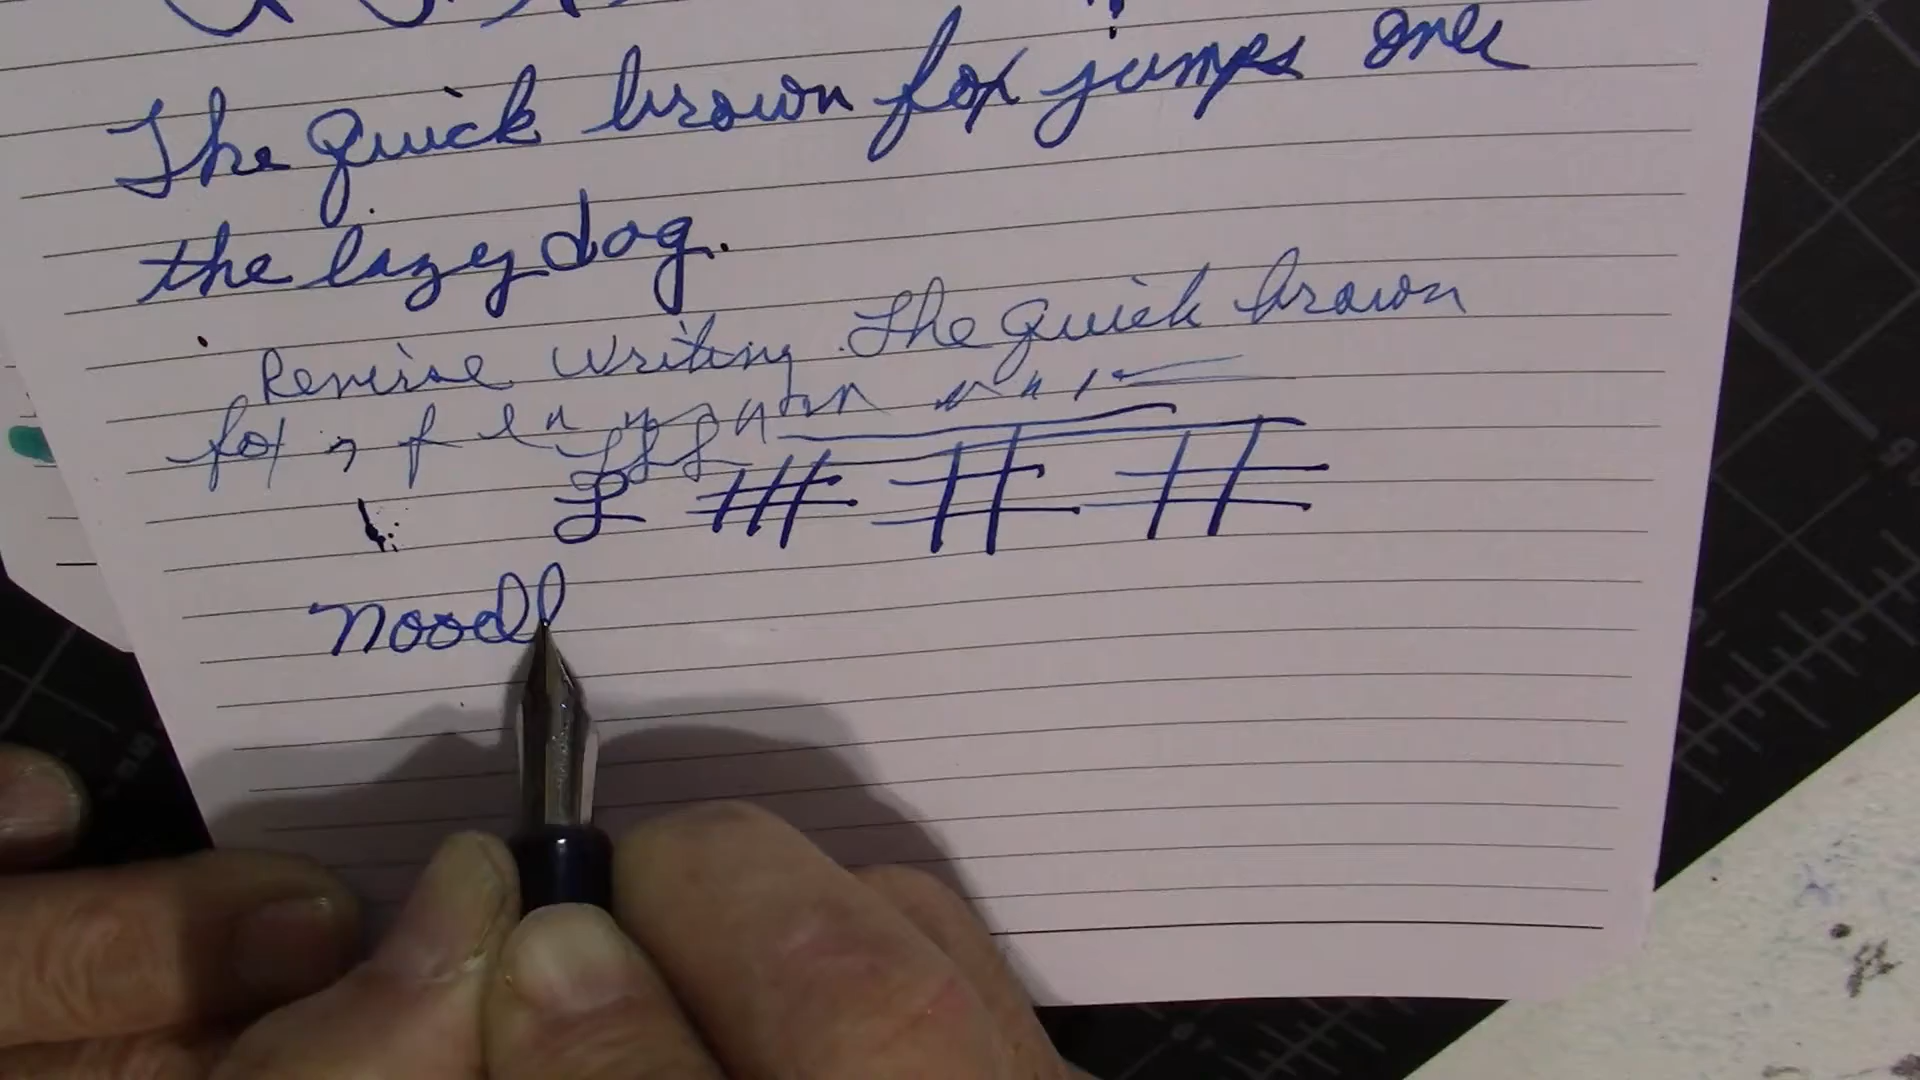 The quick brown fox jumps over
the lazy dog.
Reverse Writing The quick brown
fox
Noodl